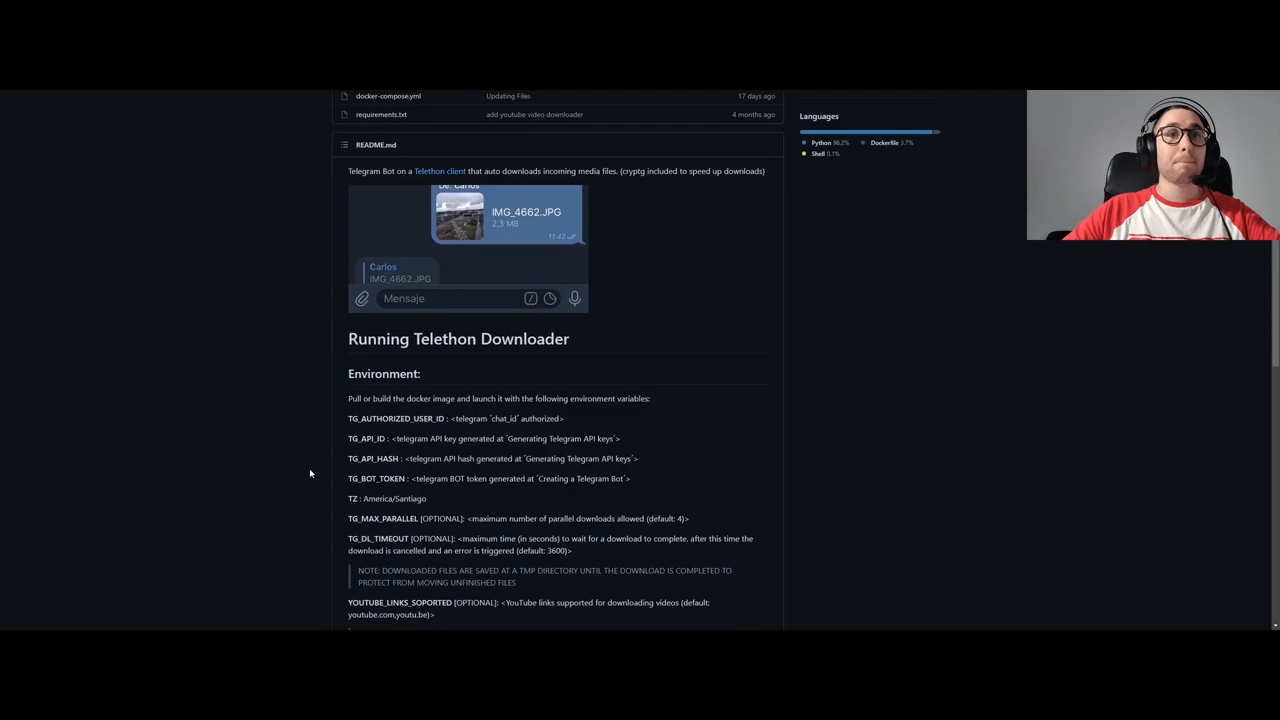 docker-compose.yml Updating Files 17 days ago
requirements.txt add youtube video downloader 4 months ago
Languages
Python 96.2% Dockerfile 3.7%
Shell 0.1%
README.md
Telegram Bot on a Telethon client that auto downloads incoming media files. (cryptg included to speed up downloads)
De: Carlos
IMG_4662.JPG
2,3 MB
11:42
Carlos
IMG_4662.JPG
Mensaje
Running Telethon Downloader
Environment:
Pull or build the docker image and launch it with the following environment variables:
TG_AUTHORIZED_USER_ID : <telegram ´chat_id´ authorized>
TG_API_ID : <telegram API key generated at ´Generating Telegram API keys´>
TG_API_HASH : <telegram API hash generated at ´Generating Telegram API keys´>
TG_BOT_TOKEN : <telegram BOT token generated at ´Creating a Telegram Bot´>
TZ : America/Santiago
TG_MAX_PARALLEL [OPTIONAL]: <maximum number of parallel downloads allowed (default: 4)>
TG_DL_TIMEOUT [OPTIONAL]: <maximum time (in seconds) to wait for a download to complete. after this time the
download is cancelled and an error is triggered (default: 3600)>
NOTE: DOWNLOADED FILES ARE SAVED AT A TMP DIRECTORY UNTIL THE DOWNLOAD IS COMPLETED TO
PROTECT FROM MOVING UNFINISHED FILES
YOUTUBE_LINKS_SOPORTED [OPTIONAL]: <YouTube links supported for downloading videos (default:
youtube.com,youtu.be)>